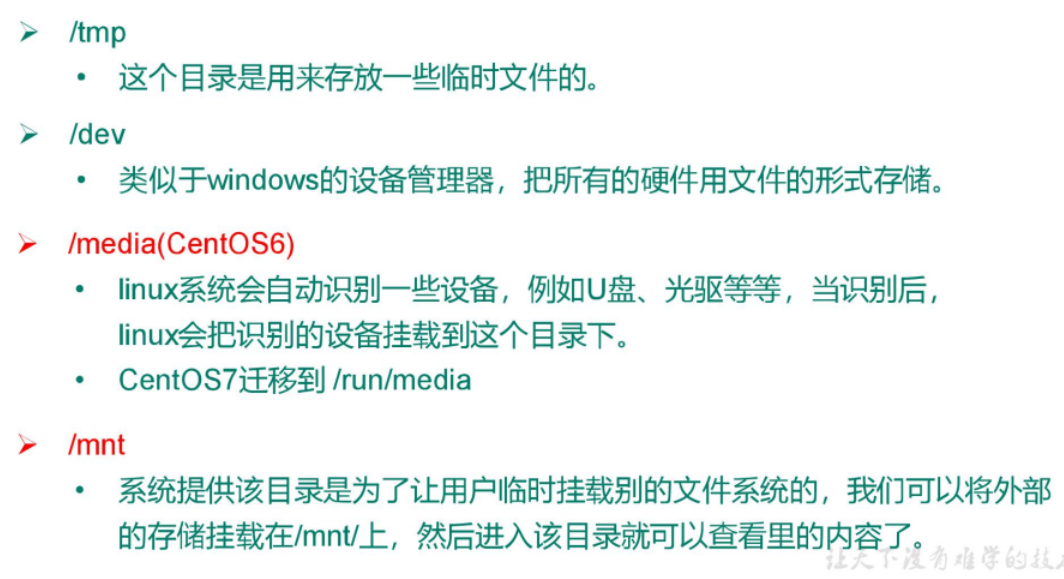 ➢ /tmp
• 这个目录是用来存放一些临时文件的。
➢ /dev
• 类似于windows的设备管理器，把所有的硬件用文件的形式存储。
➢ /media(CentOS6)
• linux系统会自动识别一些设备，例如U盘、光驱等等，当识别后，
linux会把识别的设备挂载到这个目录下。
• CentOS7迁移到 /run/media
➢ /mnt
• 系统提供该目录是为了让用户临时挂载别的文件系统的，我们可以将外部
的存储挂载在/mnt/上，然后进入该目录就可以查看里的内容了。
让天下没有难学的技